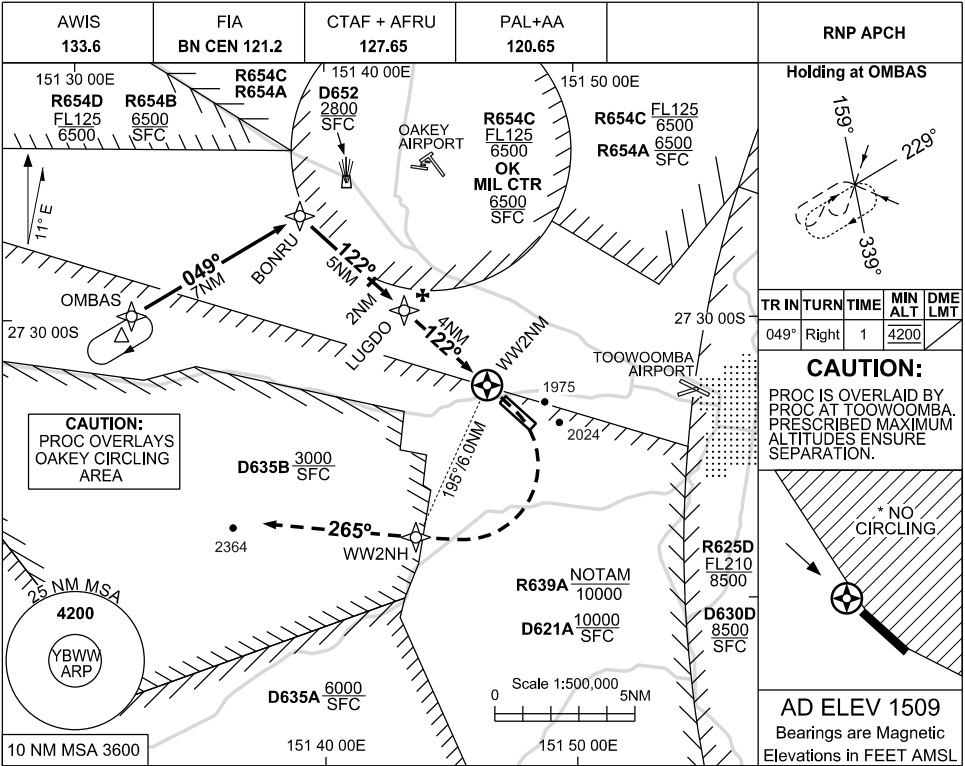 AWIS
133.6
FIA
BN CEN 121.2
CTAF + AFRU
127.65
PAL+AA
120.65
RNP APCH
151 30 00E
151 40 00E
151 50 00E
R654D
FL125
6500
R654B
6500
SFC
R654C
R654A
D652
2800
SFC
OAKEY
AIRPORT
R654C
FL125
6500
OK
MIL CTR
6500
SFC
R654C FL125
6500
R654A 6500
SFC
11° E
049°
7NM
BONRU
122°
5NM
2NM
LUGDO
OMBAS
4NM
122°
WW2NM
27 30 00S
27 30 00S
TOOWOOMBA
AIRPORT
1975
2024
CAUTION:
PROC OVERLAYS
OAKEY CIRCLING
AREA
D635B 3000
SFC
195°/6.0NM
2364
265°
WW2NH
R639A NOTAM
10000
D621A 10000
SFC
R625D
FL210
8500
D630D
8500
SFC
25 NM MSA
4200
YBWW
ARP
D635A 6000
SFC
Scale 1:500,000
0
5NM
10 NM MSA 3600
151 40 00E
151 50 00E
Holding at OMBAS
159°
229°
339°
TR IN TURN TIME MIN ALT DME LMT
049° Right 1 4200
CAUTION:
PROC IS OVERLAID BY
PROC AT TOOWOOMBA.
PRESCRIBED MAXIMUM
ALTITUDES ENSURE
SEPARATION.
* NO
CIRCLING
AD ELEV 1509
Bearings are Magnetic
Elevations in FEET AMSL